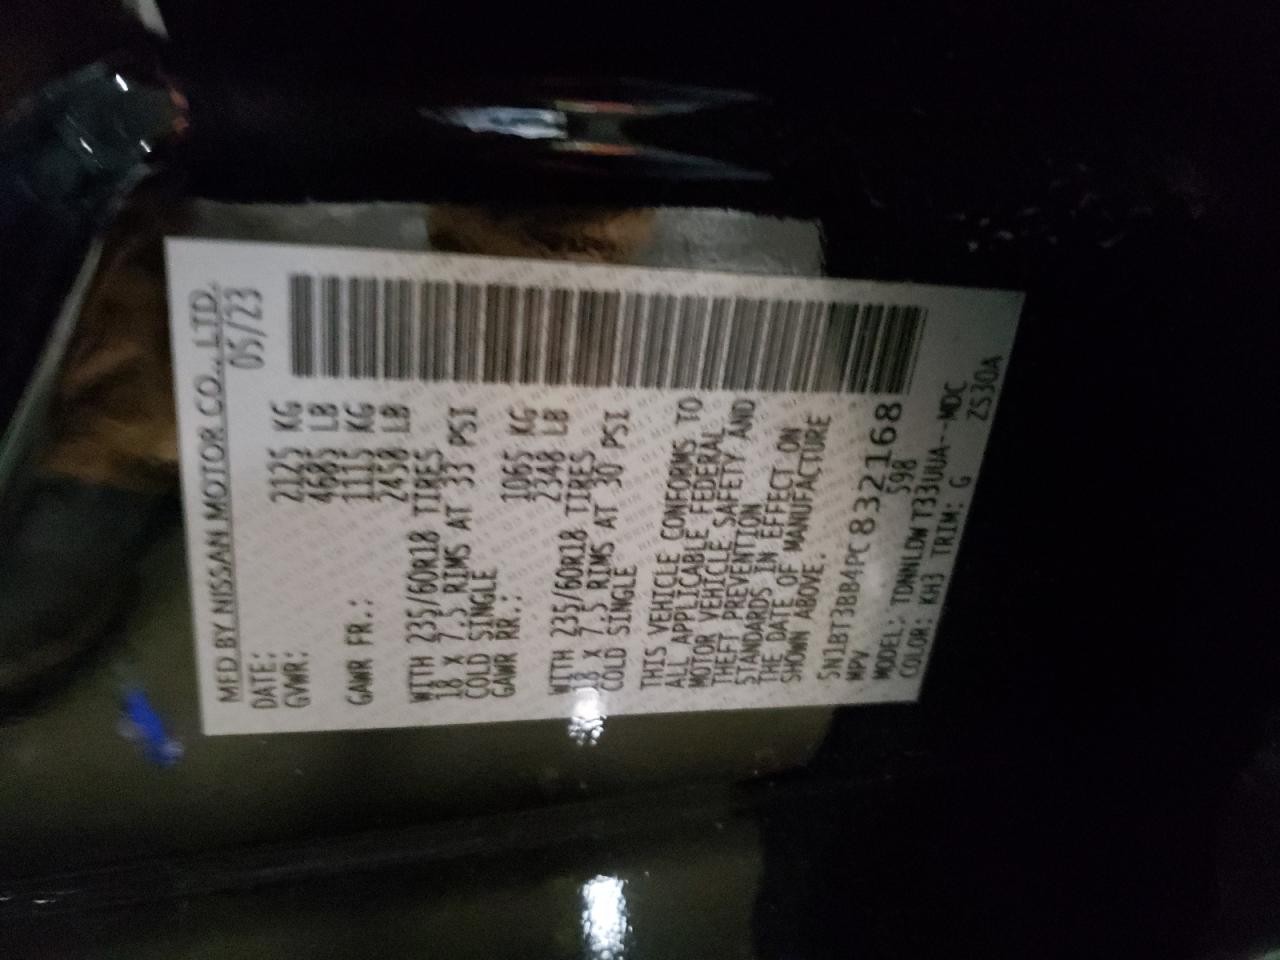 MFD BY NISSAN MOTOR CO., LTD.
DATE: 05/23
GVWR: 2125 KG
4685 LB
GAWR FR.: 1115 KG
2458 LB
WITH 235/60R18 TIRES
18 X 7.5 RIMS AT 33 PSI
COLD SINGLE
GAWR RR.: 1065 KG
2348 LB
WITH 235/60R18 TIRES
18 X 7.5 RIMS AT 30 PSI
COLD SINGLE
THIS VEHICLE CONFORMS TO
ALL APPLICABLE FEDERAL
MOTOR VEHICLE SAFETY AND
THEFT PREVENTION
STANDARDS IN EFFECT ON
THE DATE OF MANUFACTURE
SHOWN ABOVE.
5N1BT3BB4PC832168
MPV S98
MODEL: TDNNLDWT33UUA--MDC
COLOR: KH3 TRIM: G ZS30A